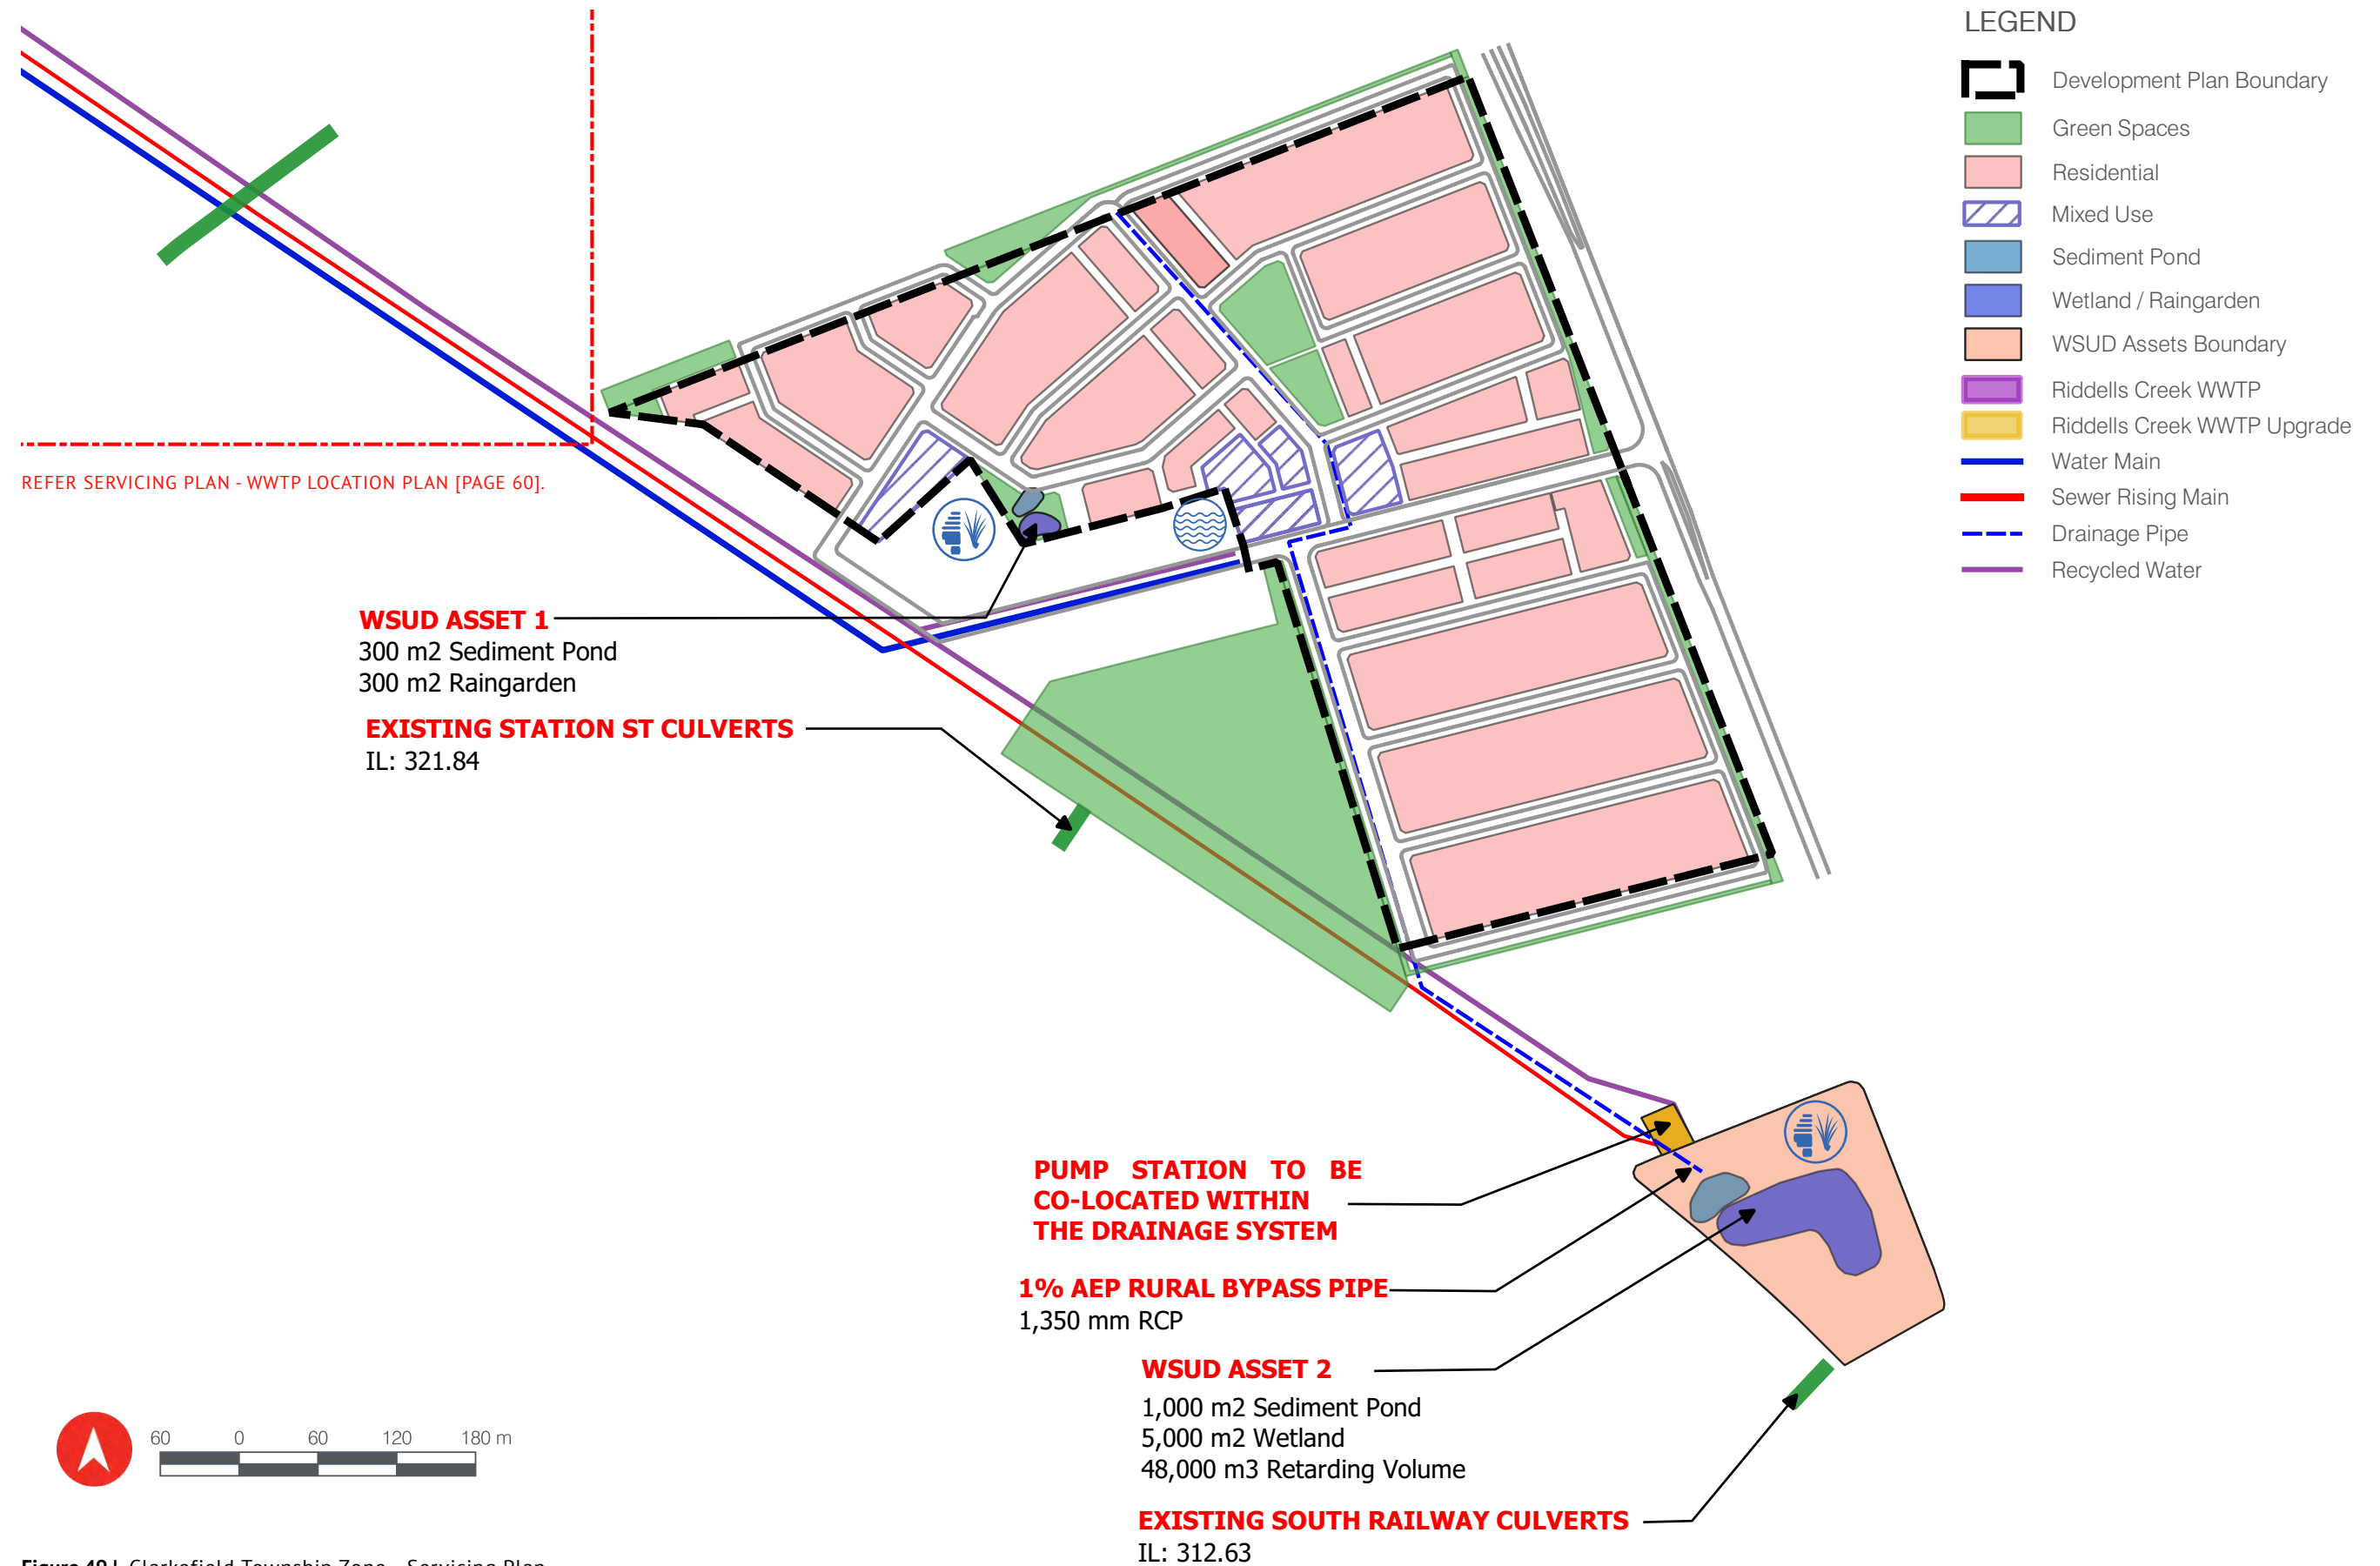 LEGEND
Development Plan Boundary
Green Spaces
Residential
Mixed Use
Sediment Pond
Wetland / Raingarden
WSUD Assets Boundary
Riddells Creek WWTP
Riddells Creek WWTP Upgrade
Water Main
Sewer Rising Main
Drainage Pipe
Recycled Water
REFER SERVICING PLAN - WWTP LOCATION PLAN [PAGE 60].
WSUD ASSET 1
300 m2 Sediment Pond
300 m2 Raingarden
EXISTING STATION ST CULVERTS
IL: 321.84
PUMP STATION TO BE
CO-LOCATED WITHIN
THE DRAINAGE SYSTEM
1% AEP RURAL BYPASS PIPE
1,350 mm RCP
WSUD ASSET 2
1,000 m2 Sediment Pond
5,000 m2 Wetland
48,000 m3 Retarding Volume
EXISTING SOUTH RAILWAY CULVERTS
IL: 312.63
60 0 60 120 180 m
Clarkefield Township Zone - Servicing Plan